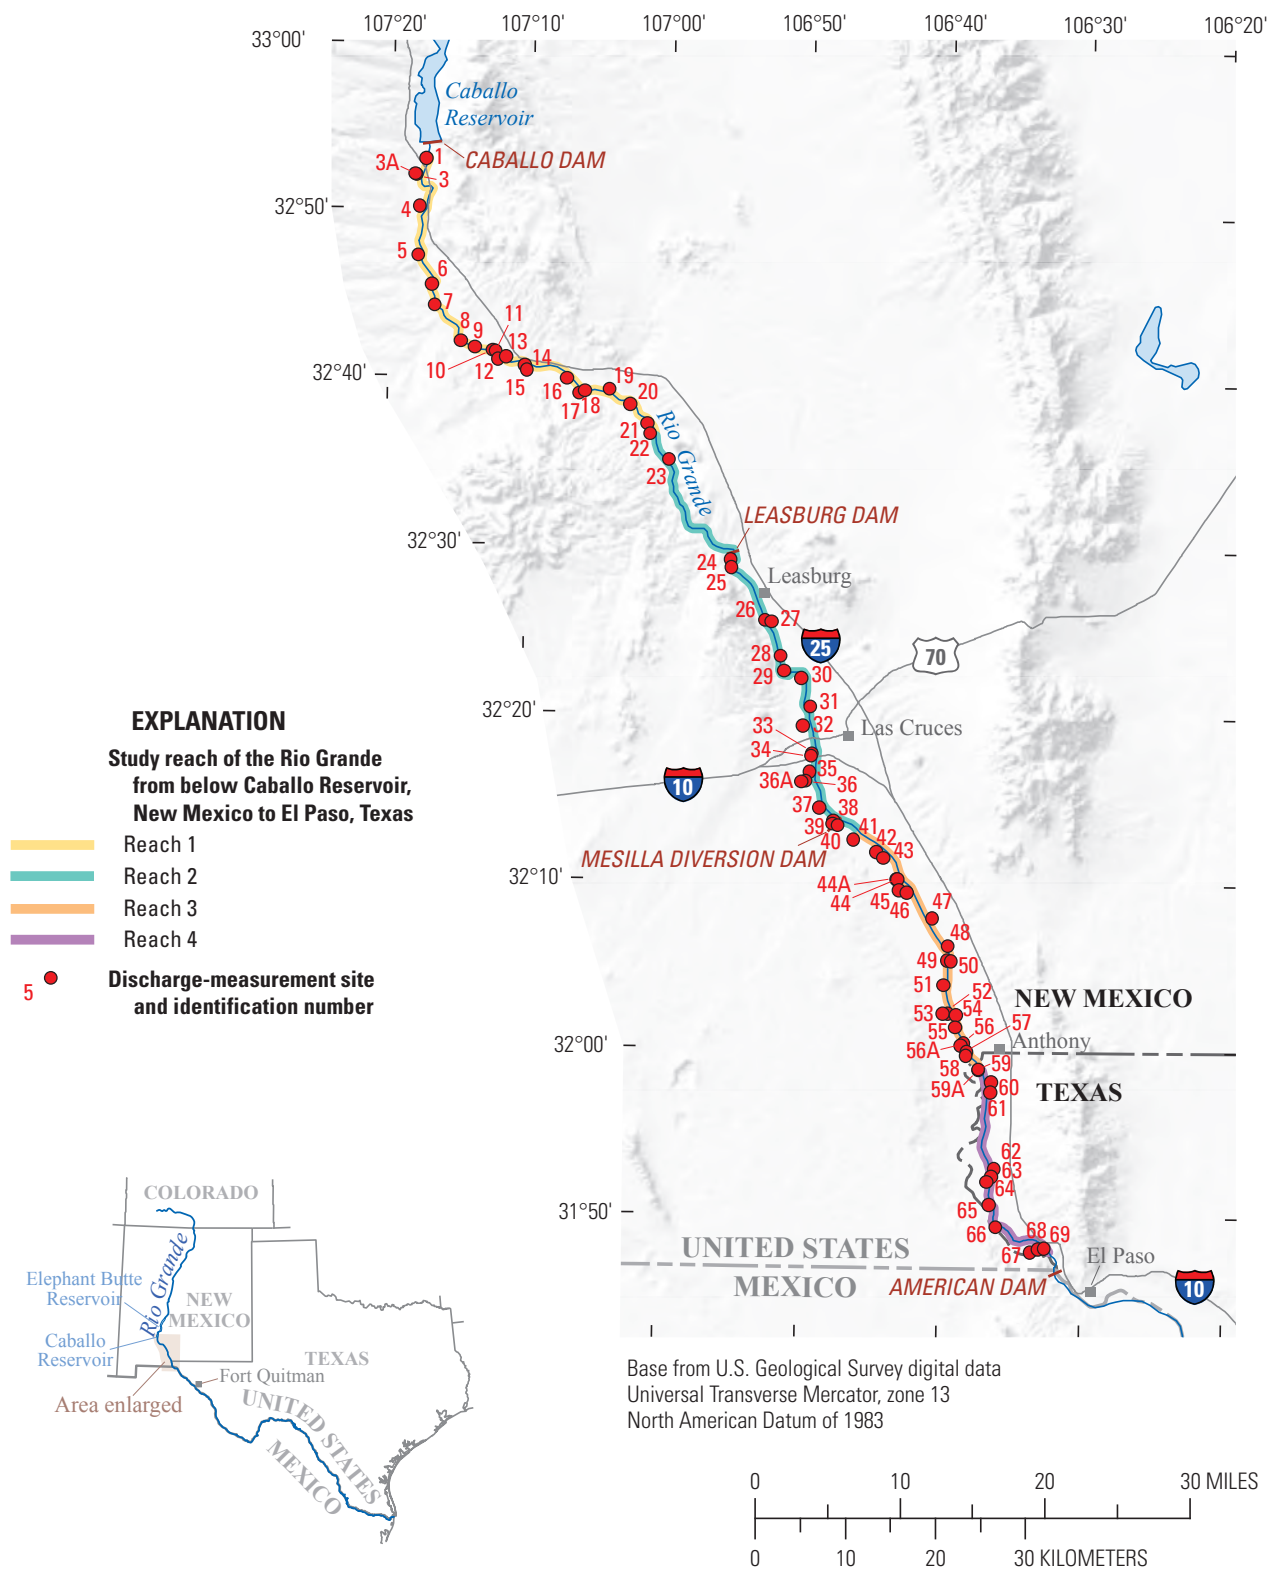 107°20'
107°10'
107°00'
106°50'
106°40'
106°30'
106°20'
33°00'
Caballo
Reservoir
CABALLO DAM
1
3A
3
32°50'
4
5
6
7
8
9
11
13
10
12
14
15
32°40'
16
17
18
19
20
21
22
23
Rio Grande
LEASBURG DAM
32°30'
24
25
Leasburg
26
27
25
70
28
29
30
32°20'
31
32
33
34
Las Cruces
35
36A
36
10
37
38
39
40
41
42
43
MESILLA DIVERSION DAM
32°10'
44A
44
45
46
47
48
49
50
51
52
NEW MEXICO
53
54
55
56
57
56A
32°00'
Anthony
58
59
59A
60
TEXAS
61
62
63
64
65
31°50'
66
67
68
69
UNITED STATES
MEXICO
El Paso
AMERICAN DAM
10
EXPLANATION
Study reach of the Rio Grande
from below Caballo Reservoir,
New Mexico to El Paso, Texas
Reach 1
Reach 2
Reach 3
Reach 4
5
Discharge-measurement site
and identification number
COLORADO
Rio Grande
Elephant Butte
Reservoir
NEW
MEXICO
Caballo
Reservoir
TEXAS
Fort Quitman
Area enlarged
UNITED STATES
MEXICO
Base from U.S. Geological Survey digital data
Universal Transverse Mercator, zone 13
North American Datum of 1983
0 10 20 30 MILES
0 10 20 30 KILOMETERS